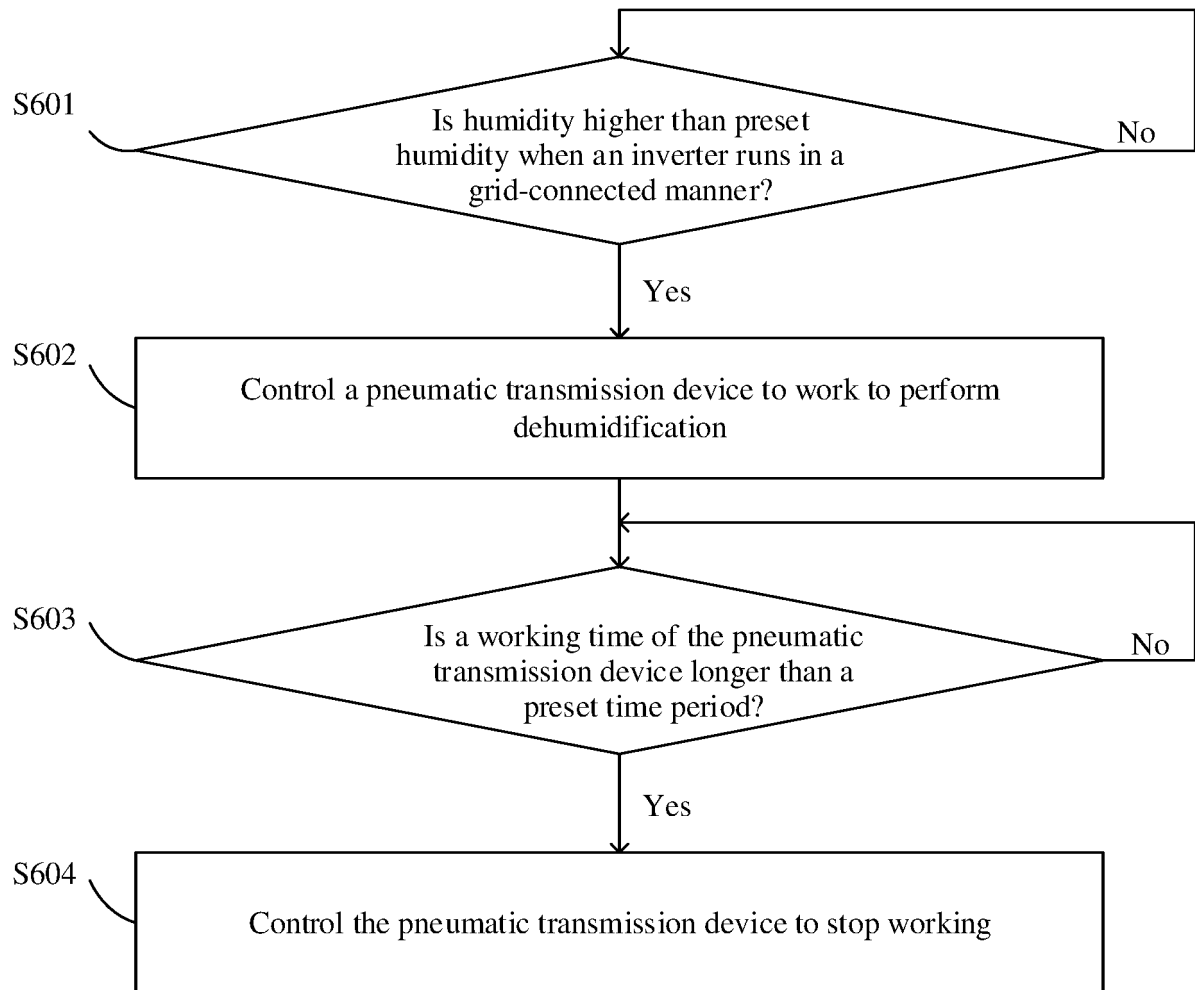 S601
Is humidity higher than preset
humidity when an inverter runs in a
grid-connected manner?
No
Yes
S602
Control a pneumatic transmission device to work to perform
dehumidification
S603
Is a working time of the pneumatic
transmission device longer than a
preset time period?
No
Yes
S604
Control the pneumatic transmission device to stop working